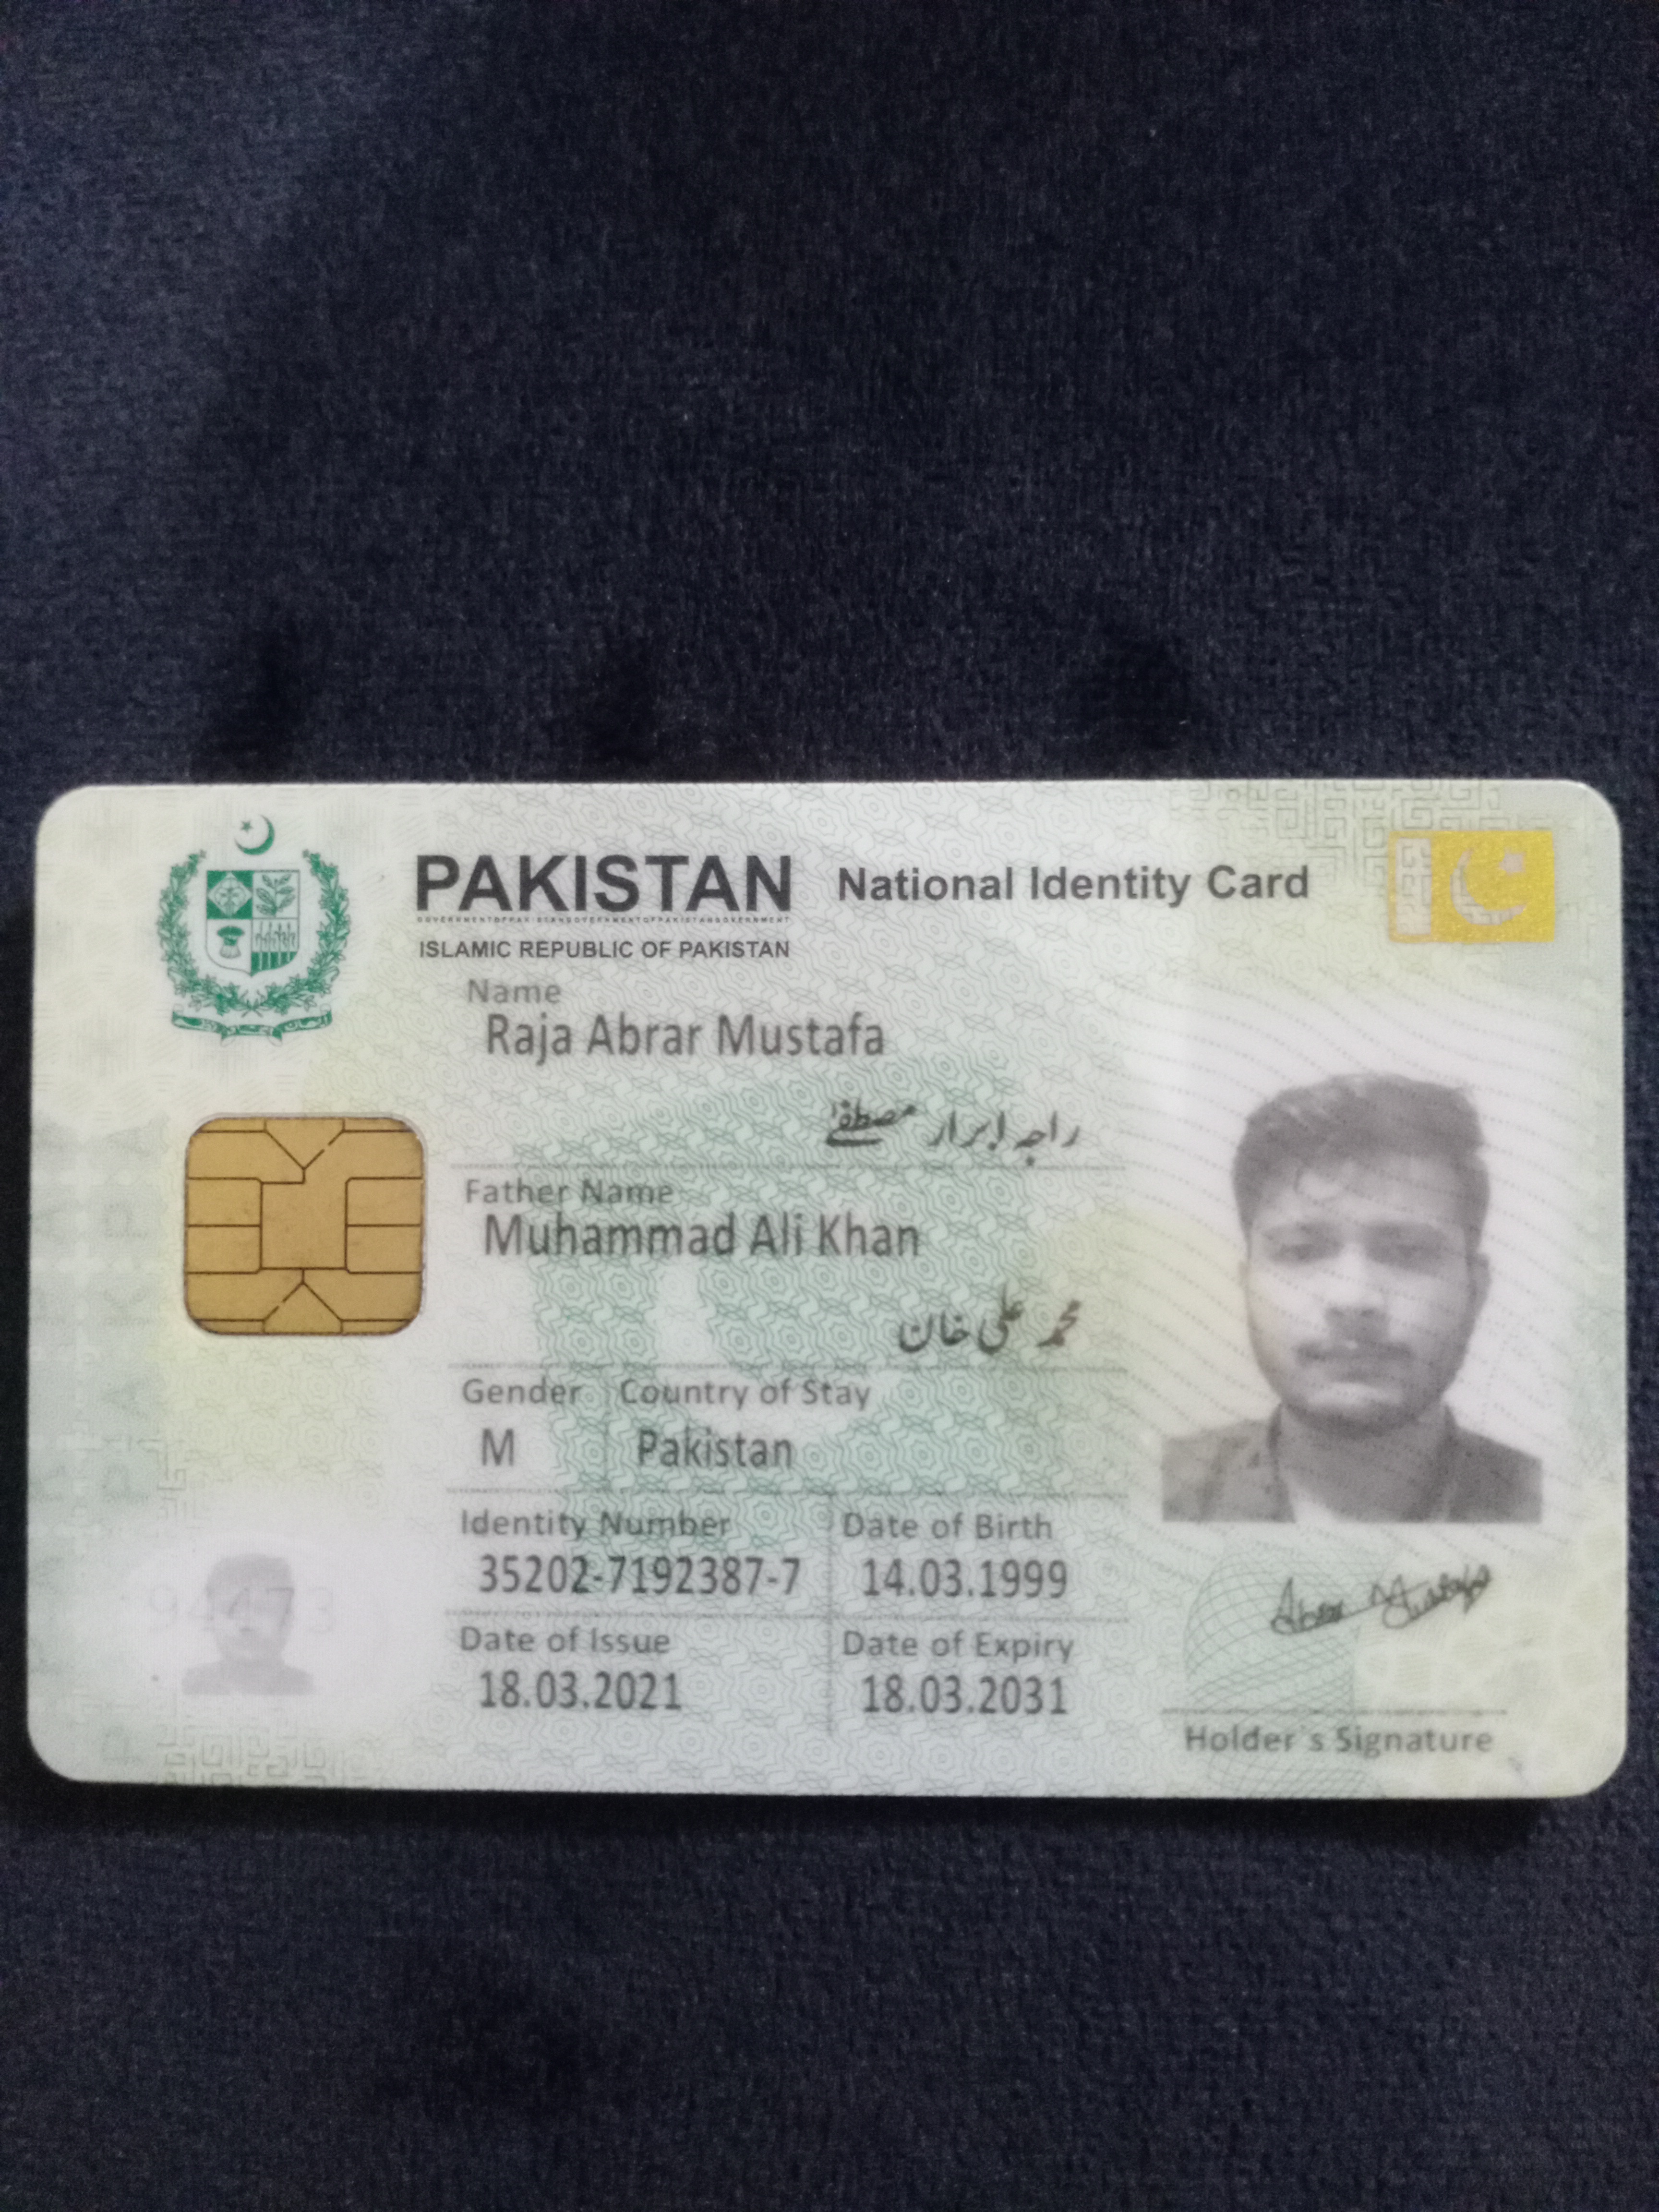 PAKISTAN National Identity Card
ISLAMIC REPUBLIC OF PAKISTAN
Name
Raja Abrar Mustafa
راجہ ابرار مصطفےٰ
Father Name
Muhammad Ali Khan
محمد علی خان
Gender Country of Stay
M Pakistan
Identity Number Date of Birth
35202-7192387-7 14.03.1999
Date of Issue Date of Expiry
18.03.2021 18.03.2031
Abrar Mustafa
Holder's Signature